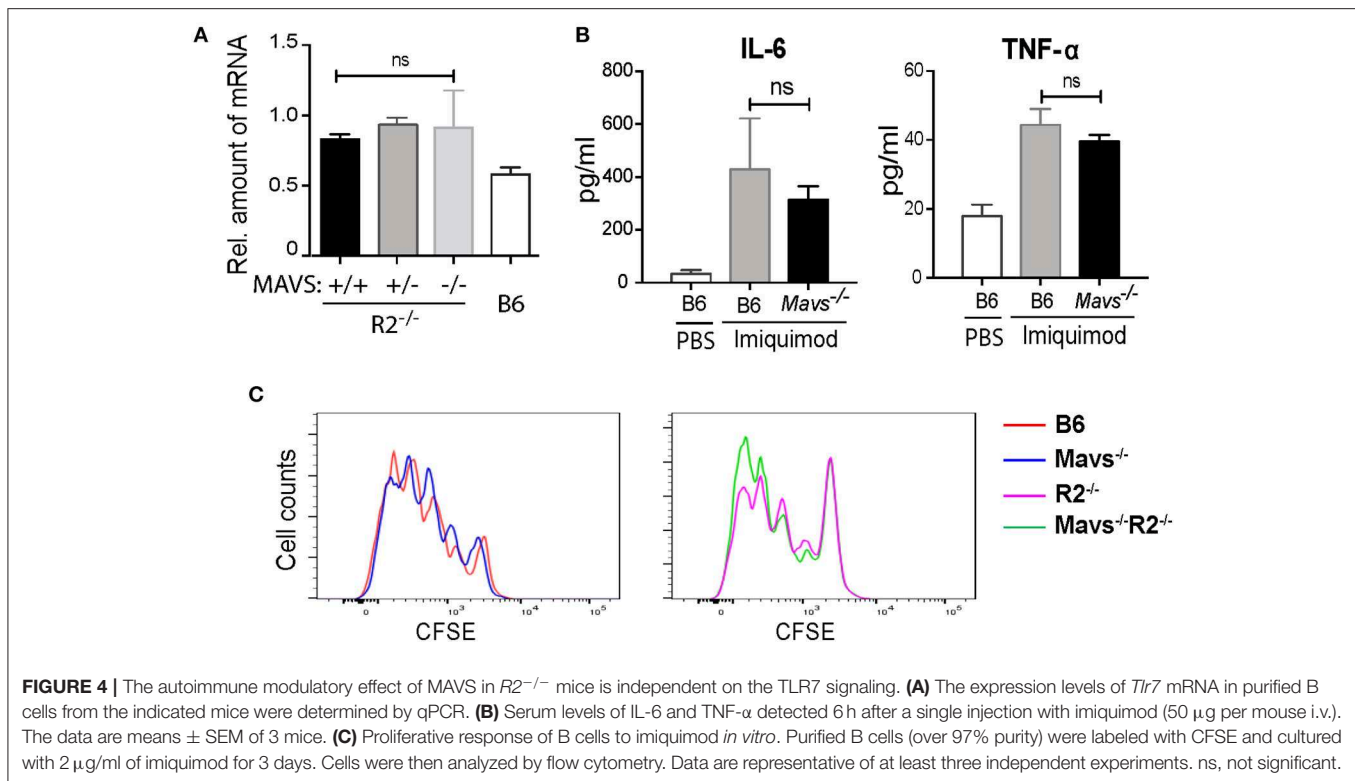 A
Rel. amount of mRNA
1.5
1.0
0.5
0
ns
MAVS: +/+ +/- -/-
R2-/-
B6
B
IL-6
pg/ml
800
600
400
200
0
ns
B6 B6 Mavs-/-
PBS Imiquimod
TNF-α
pg/ml
60
40
20
0
ns
B6 B6 Mavs-/-
PBS Imiquimod
C
Cell counts
0 10³ 10⁴ 10⁵
CFSE
0 10³ 10⁴ 10⁵
CFSE
B6
Mavs-/-
R2-/-
Mavs-/-R2-/-
FIGURE 4 | The autoimmune modulatory effect of MAVS in R2−/− mice is independent on the TLR7 signaling. (A) The expression levels of Tlr7 mRNA in purified B
cells from the indicated mice were determined by qPCR. (B) Serum levels of IL-6 and TNF-α detected 6 h after a single injection with imiquimod (50 μg per mouse i.v.).
The data are means ± SEM of 3 mice. (C) Proliferative response of B cells to imiquimod in vitro. Purified B cells (over 97% purity) were labeled with CFSE and cultured
with 2 μg/ml of imiquimod for 3 days. Cells were then analyzed by flow cytometry. Data are representative of at least three independent experiments. ns, not significant.